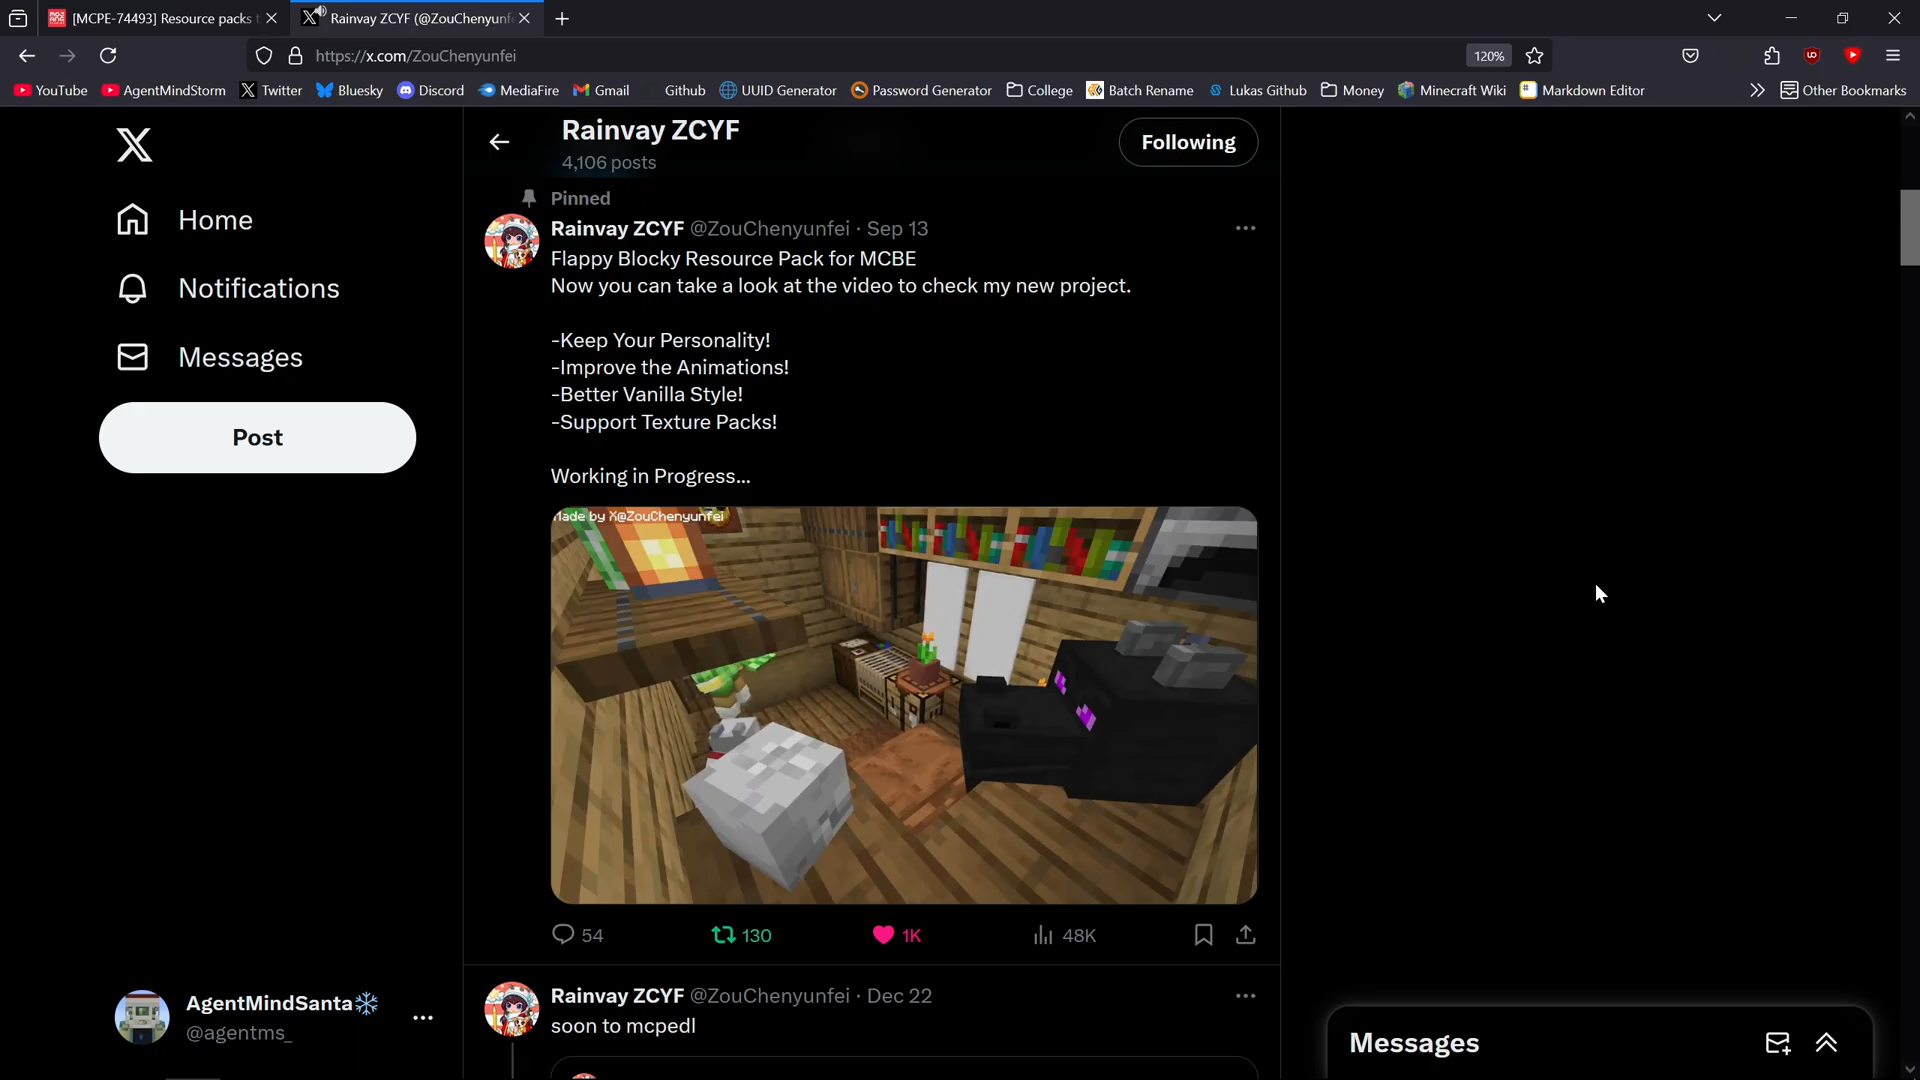 [MCPE-74493] Resource packs
Rainvay ZCYF (@ZouChenyunf
https://x.com/ZouChenyunfei
120%
YouTube
AgentMindStorm
Twitter
Bluesky
Discord
MediaFire
Gmail
Github
UUID Generator
Password Generator
College
Batch Rename
Lukas Github
Money
Minecraft Wiki
Markdown Editor
Other Bookmarks
Home
Notifications
Messages
Post
AgentMindSanta❄
@agentms_
Rainvay ZCYF
4,106 posts
Following
Pinned
Rainvay ZCYF @ZouChenyunfei · Sep 13
Flappy Blocky Resource Pack for MCBE
Now you can take a look at the video to check my new project.
-Keep Your Personality!
-Improve the Animations!
-Better Vanilla Style!
-Support Texture Packs!
Working in Progress...
Made by X@ZouChenyunfei
54
130
1K
48K
Rainvay ZCYF @ZouChenyunfei · Dec 22
soon to mcpedl
Messages